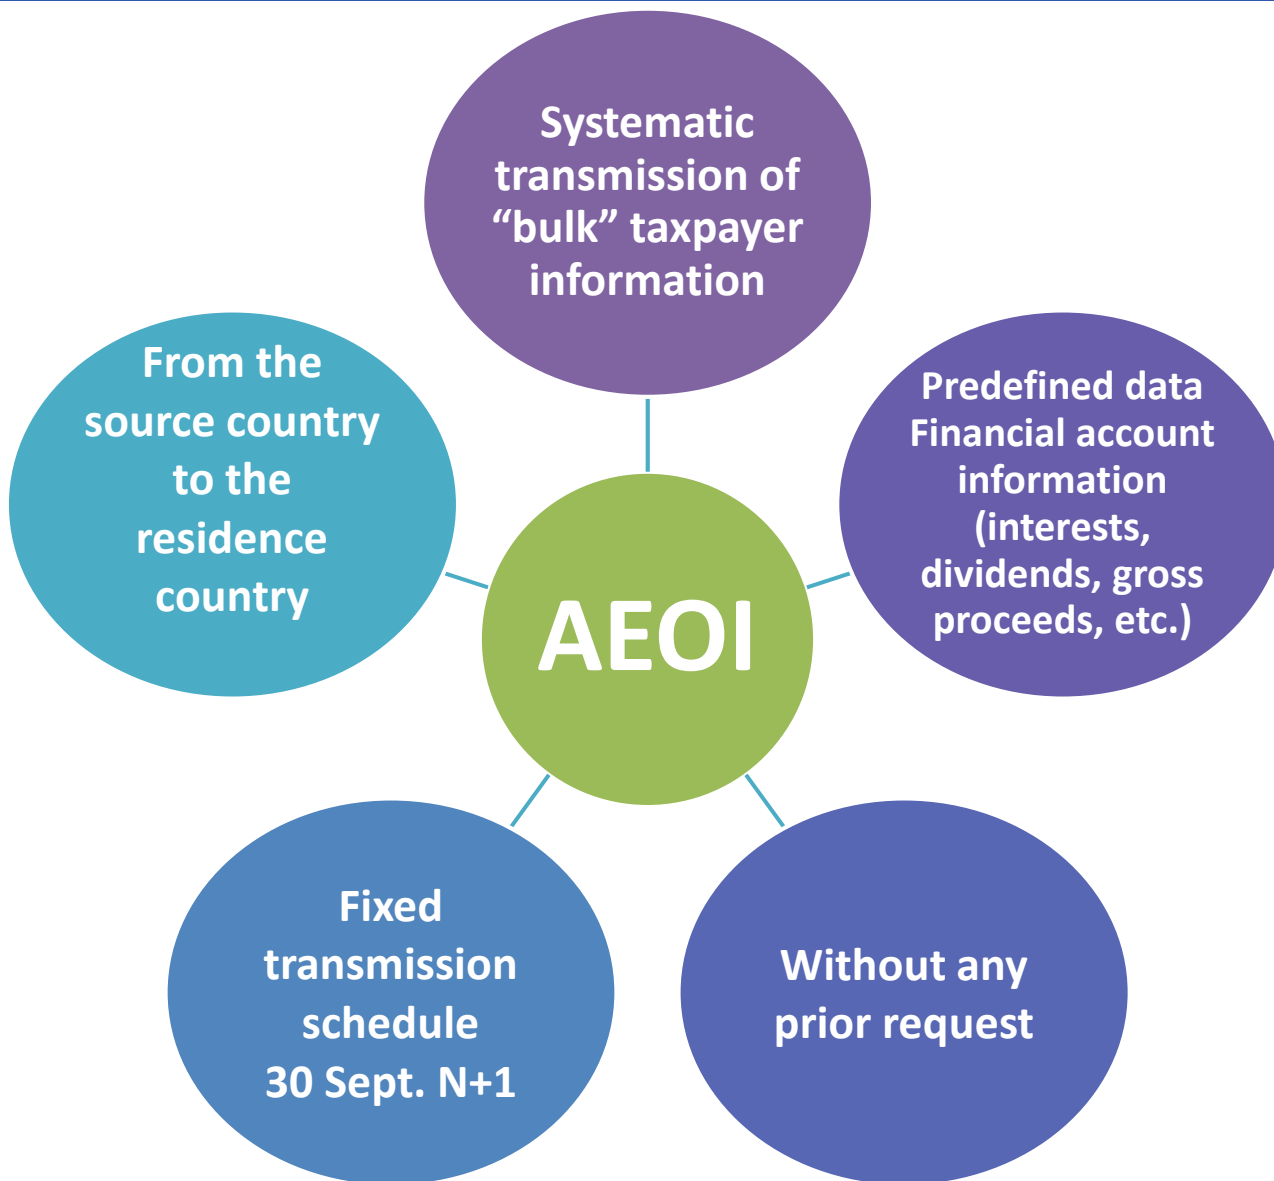 Systematic
transmission of
“bulk” taxpayer
information
From the
source country
to the
residence
country
Predefined data
Financial account
information
(interests,
dividends, gross
proceeds, etc.)
AEOI
Fixed
transmission
schedule
30 Sept. N+1
Without any
prior request